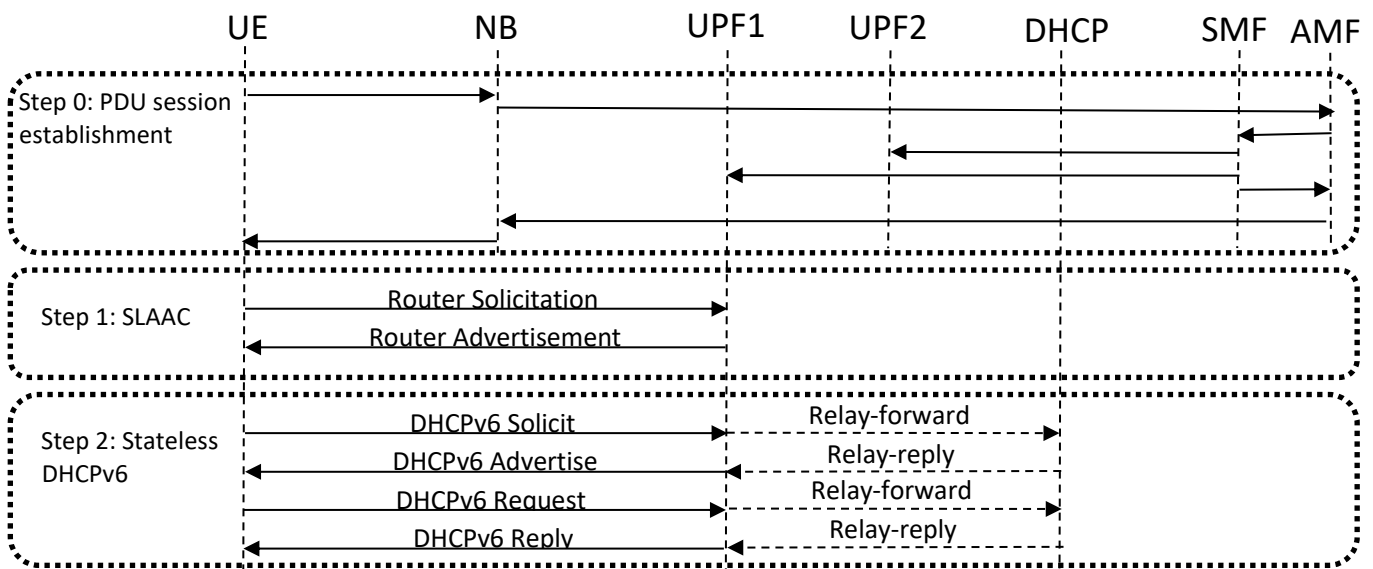 UE NB UPF1 UPF2 DHCP SMF AMF
Step 0: PDU session
establishment
Step 1: SLAAC
Router Solicitation
Router Advertisement
Step 2: Stateless
DHCPv6
DHCPv6 Solicit
Relay-forward
DHCPv6 Advertise
Relay-reply
DHCPv6 Request
Relay-forward
DHCPv6 Reply
Relay-reply